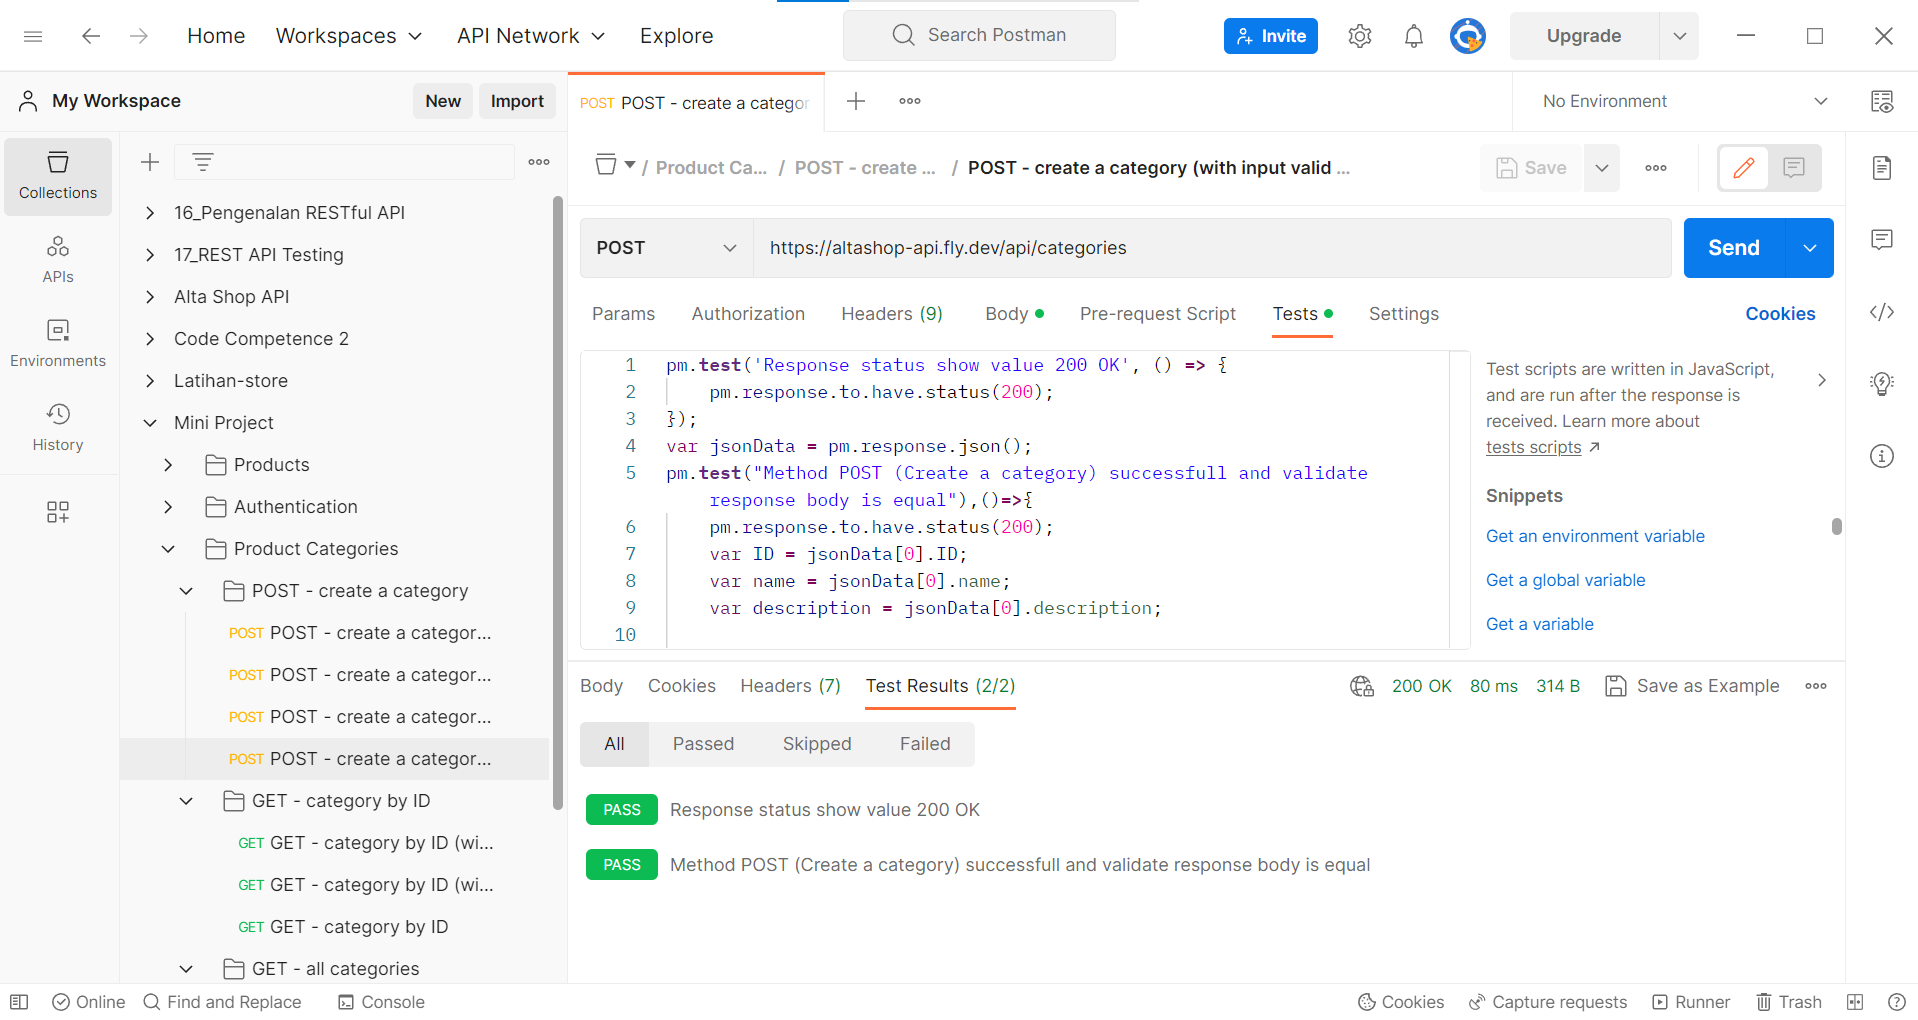 Home
Workspaces
API Network
Explore
Search Postman
Invite
Upgrade
My Workspace
New
Import
POST POST - create a categor
No Environment
Collections
APIs
Environments
History
16_Pengenalan RESTful API
17_REST API Testing
Alta Shop API
Code Competence 2
Latihan-store
Mini Project
Products
Authentication
Product Categories
POST - create a category
POST POST - create a categor...
POST POST - create a categor...
POST POST - create a categor...
POST POST - create a categor...
GET - category by ID
GET GET - category by ID (wi...
GET GET - category by ID (wi...
GET GET - category by ID
GET - all categories
/ Product Ca... / POST - create ... / POST - create a category (with input valid ...
Save
POST
https://altashop-api.fly.dev/api/categories
Send
Params
Authorization
Headers (9)
Body
Pre-request Script
Tests
Settings
Cookies
1 pm.test('Response status show value 200 OK', () => {
2 pm.response.to.have.status(200);
3 });
4 var jsonData = pm.response.json();
5 pm.test("Method POST (Create a category) successfull and validate
response body is equal"),()=>{
6 pm.response.to.have.status(200);
7 var ID = jsonData[0].ID;
8 var name = jsonData[0].name;
9 var description = jsonData[0].description;
10
Test scripts are written in JavaScript,
and are run after the response is
received. Learn more about
tests scripts
Snippets
Get an environment variable
Get a global variable
Get a variable
Body
Cookies
Headers (7)
Test Results (2/2)
200 OK
80 ms
314 B
Save as Example
All
Passed
Skipped
Failed
PASS Response status show value 200 OK
PASS Method POST (Create a category) successfull and validate response body is equal
Online
Find and Replace
Console
Cookies
Capture requests
Runner
Trash